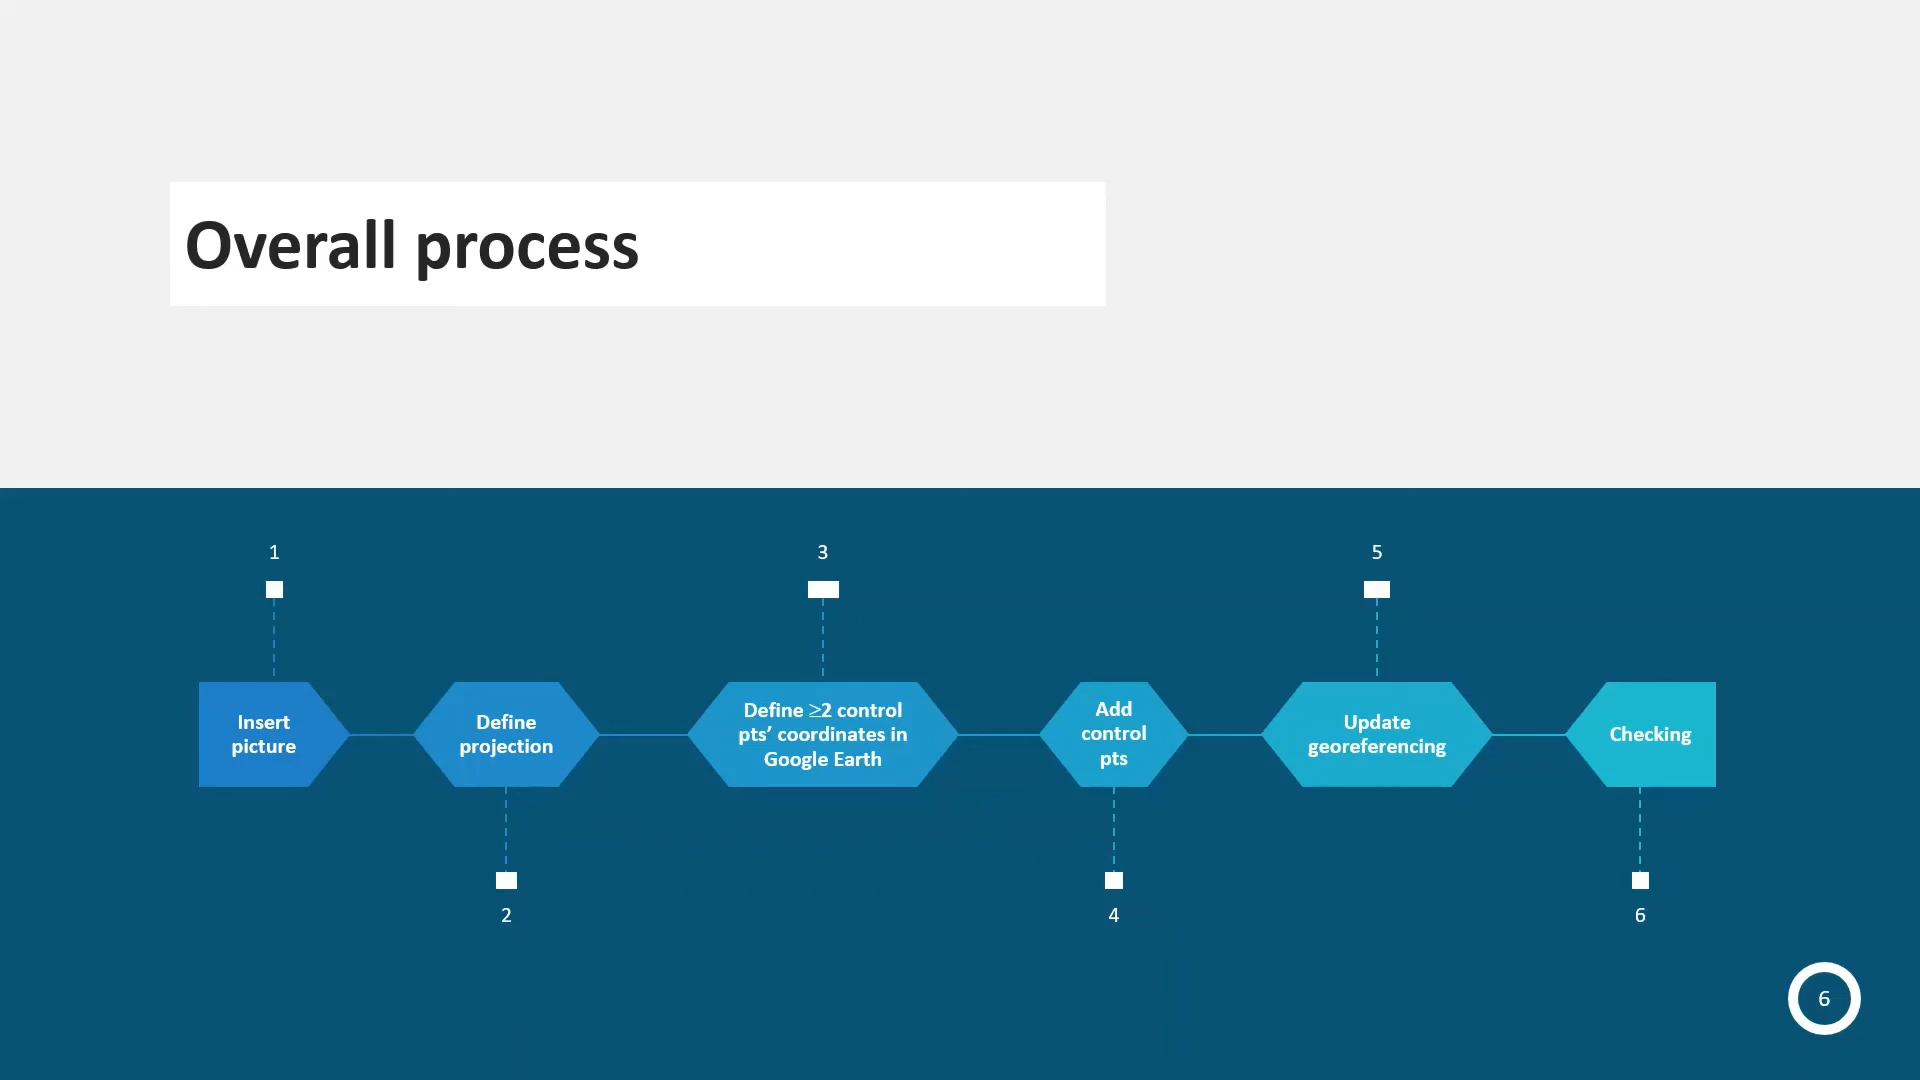 Overall process
1
3
5
Insert
picture
Define
projection
Define ≥2 control
pts’ coordinates in
Google Earth
Add
control
pts
Update
georeferencing
Checking
2
4
6
6